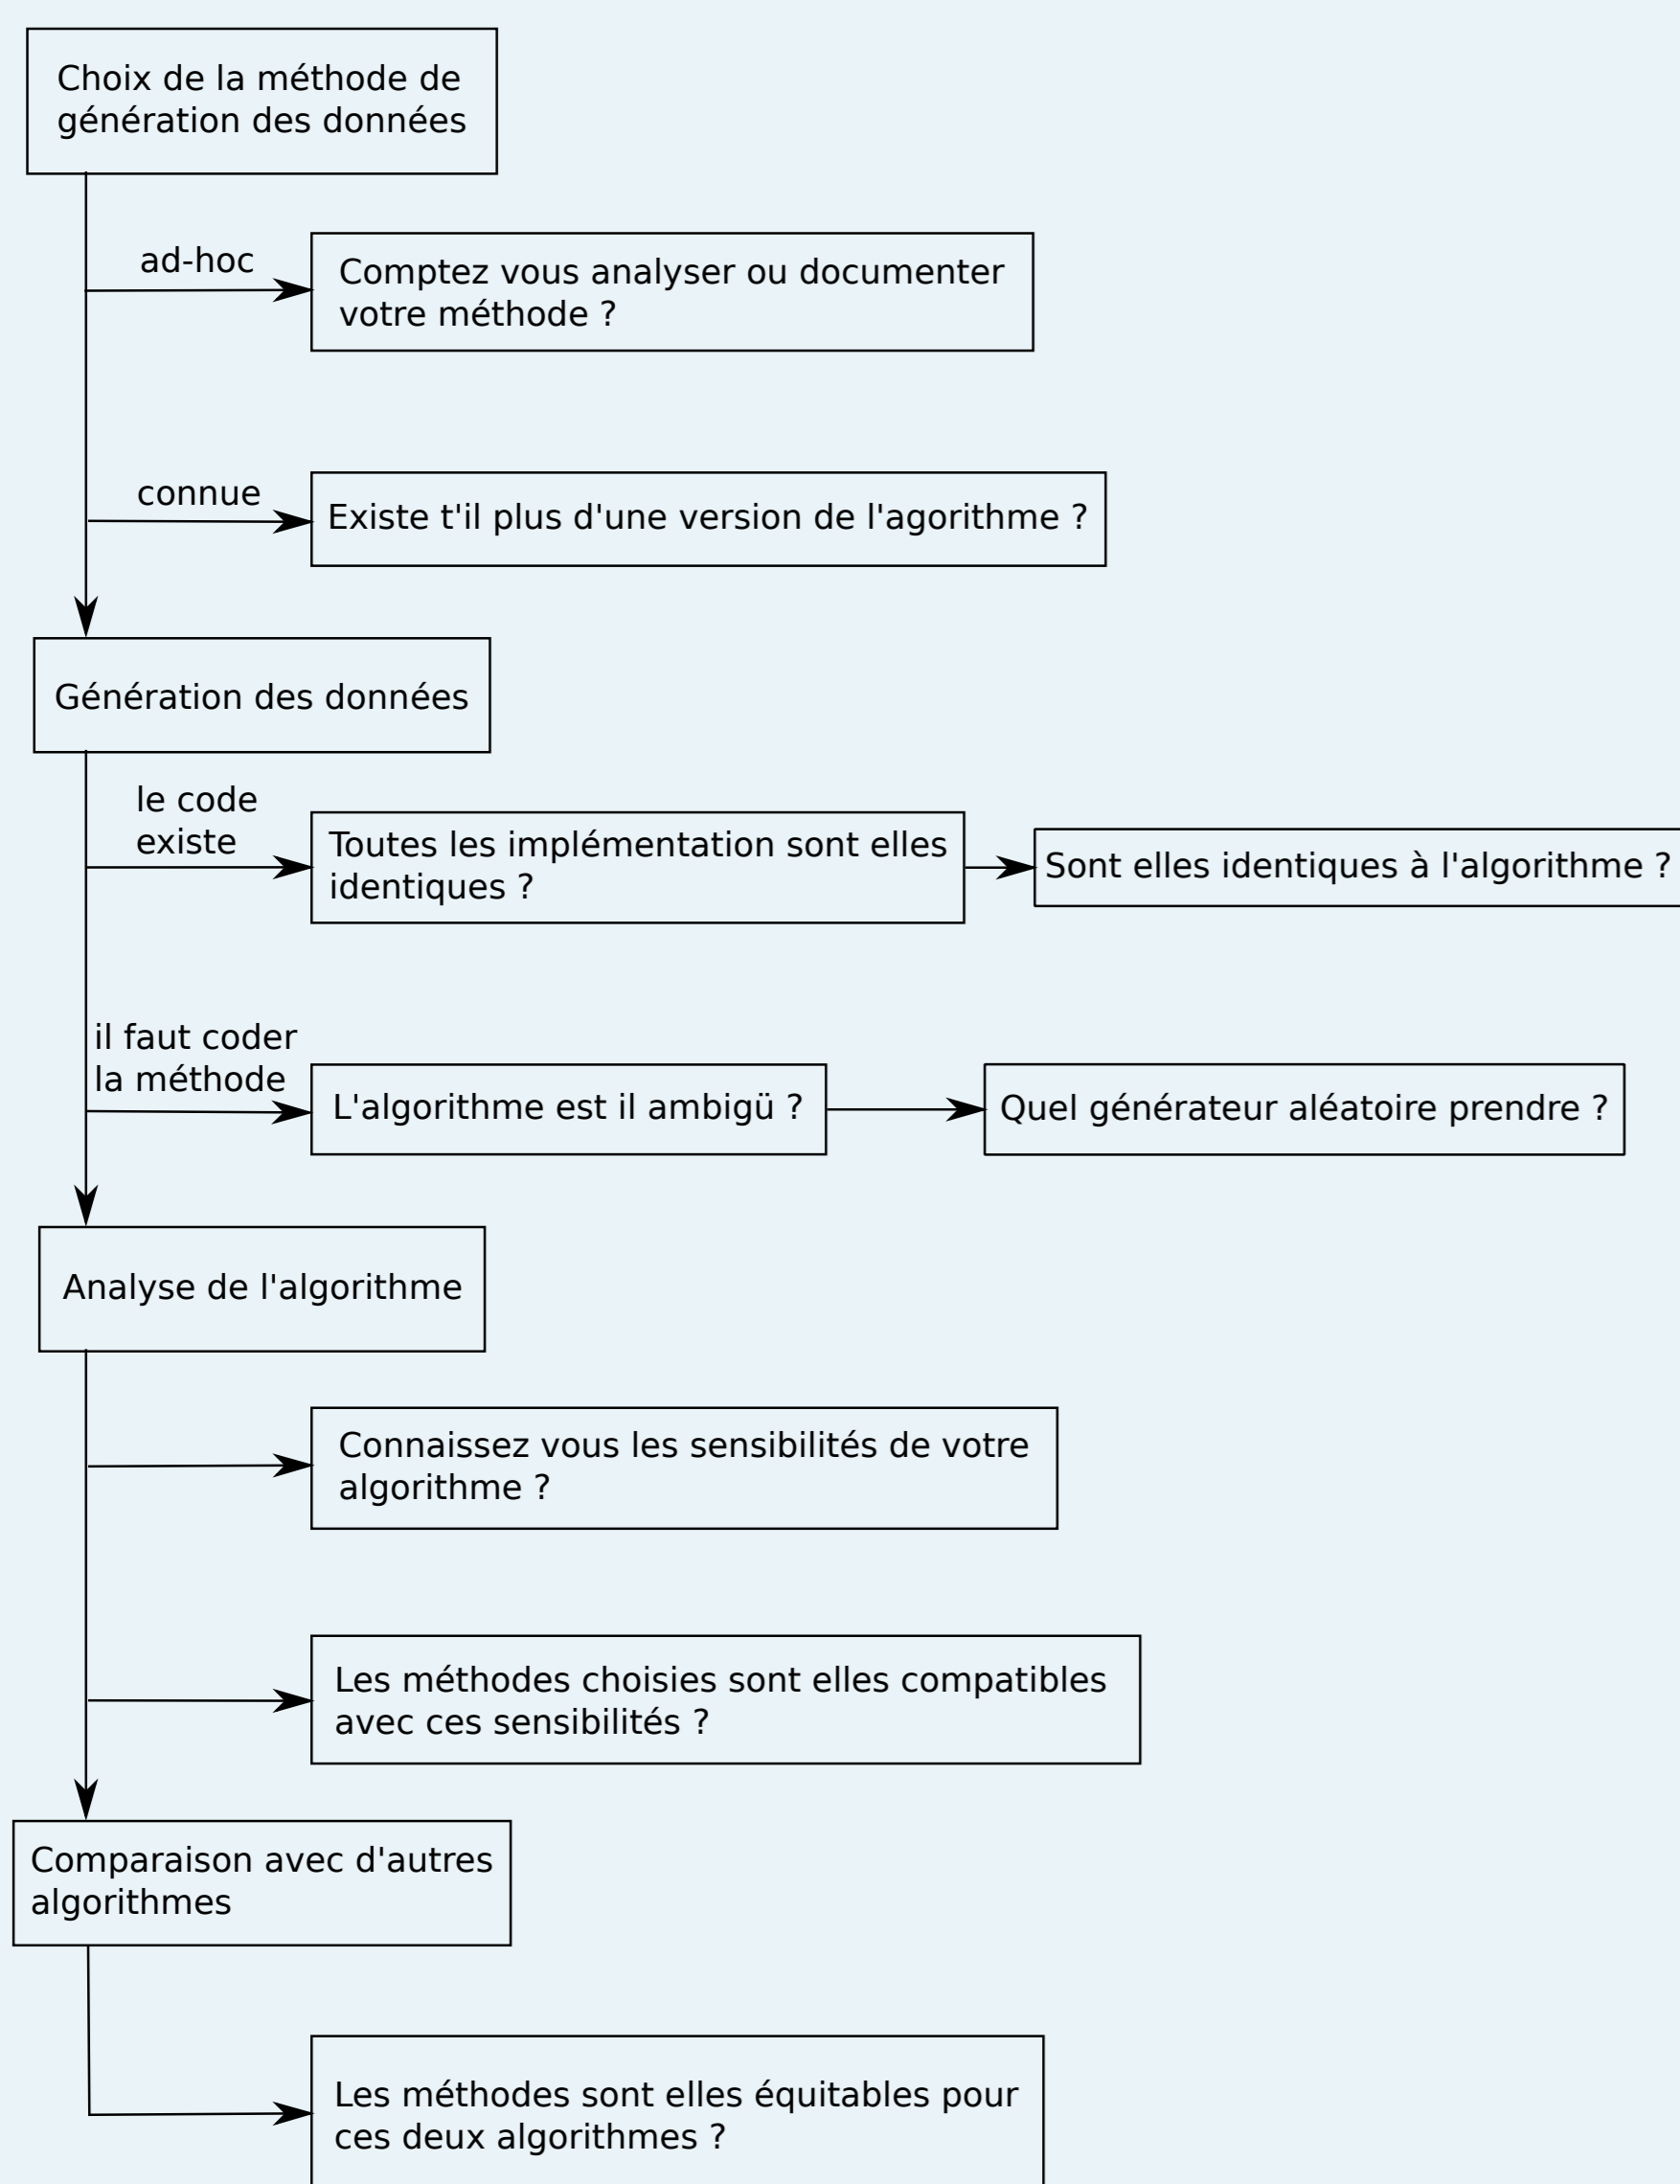 Choix de la méthode de
génération des données
ad-hoc
Comptez vous analyser ou documenter
votre méthode ?
connue
Existe t'il plus d'une version de l'agorithme ?
Génération des données
le code
existe
Toutes les implémentation sont elles
identiques ?
Sont elles identiques à l'algorithme ?
il faut coder
la méthode
L'algorithme est il ambigü ?
Quel générateur aléatoire prendre ?
Analyse de l'algorithme
Connaissez vous les sensibilités de votre
algorithme ?
Les méthodes choisies sont elles compatibles
avec ces sensibilités ?
Comparaison avec d'autres
algorithmes
Les méthodes sont elles équitables pour
ces deux algorithmes ?